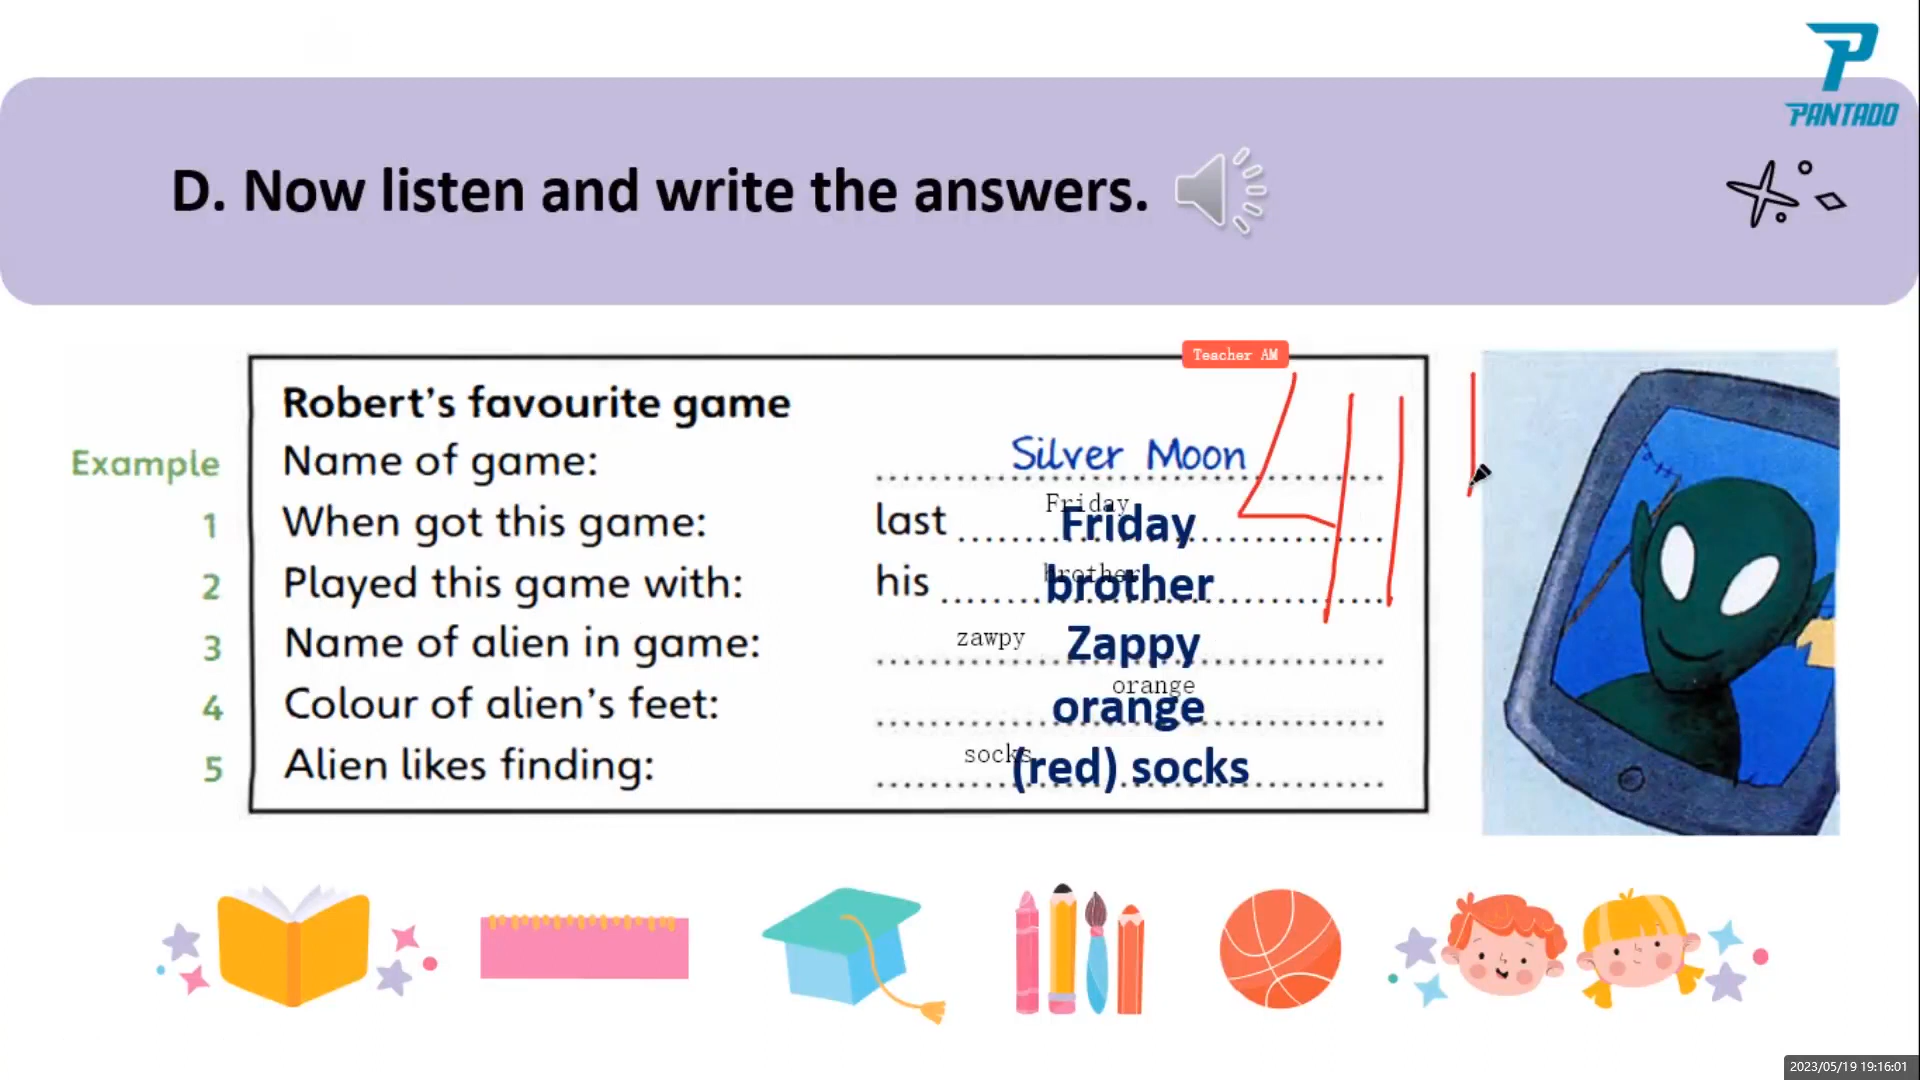 PANTADO
D. Now listen and write the answers.
Teacher AM
Robert's favourite game
Example Name of game: Silver Moon
Friday
1 When got this game: last Friday
brother
2 Played this game with: his brother
zawpy
3 Name of alien in game: Zappy
orange
4 Colour of alien's feet: orange
socks
5 Alien likes finding: (red) socks
41
2023/05/19 19:16:01